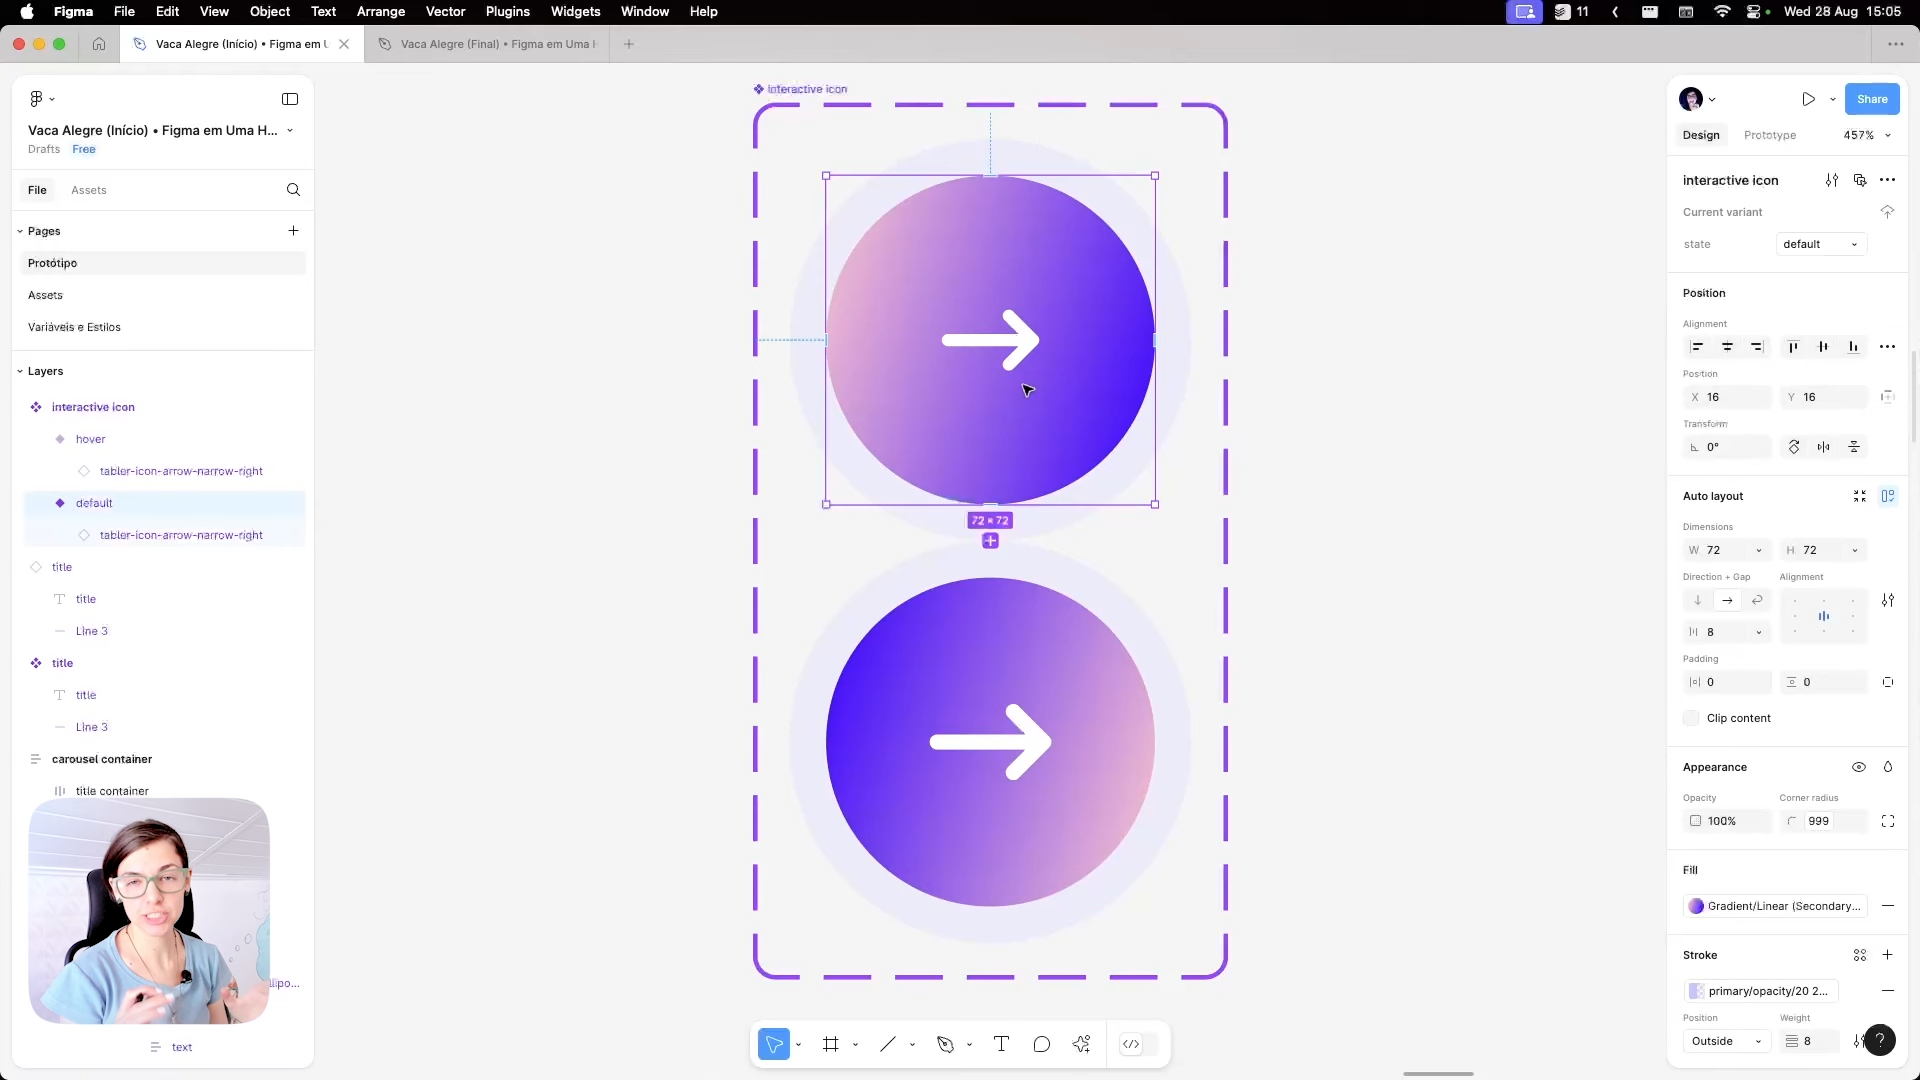 Figma File Edit View Object Text Arrange Vector Plugins Widgets Window Help 11 Wed 28 Aug 15:05
Vaca Alegre (Início) • Figma em U Vaca Alegre (Final) • Figma em Uma H
Vaca Alegre (Início) • Figma em Uma H...
Drafts Free
File Assets
Pages
Protótipo
Assets
Variáveis e Estilos
Layers
interactive icon
hover
tabler-icon-arrow-narrow-right
default
tabler-icon-arrow-narrow-right
title
title
Line 3
title
title
Line 3
carousel container
title container
llipo...
text
interactive icon
72 × 72
Share
Design Prototype 457%
interactive icon
Current variant
state default
Position
Alignment
Position
X 16 Y 16
Transform
0°
Auto layout
Dimensions
W 72 H 72
Direction + Gap Alignment
8
Padding
0 0
Clip content
Appearance
Opacity Corner radius
100% 999
Fill
Gradient/Linear (Secondary...
Stroke
primary/opacity/20 2...
Position Weight
Outside 8
?